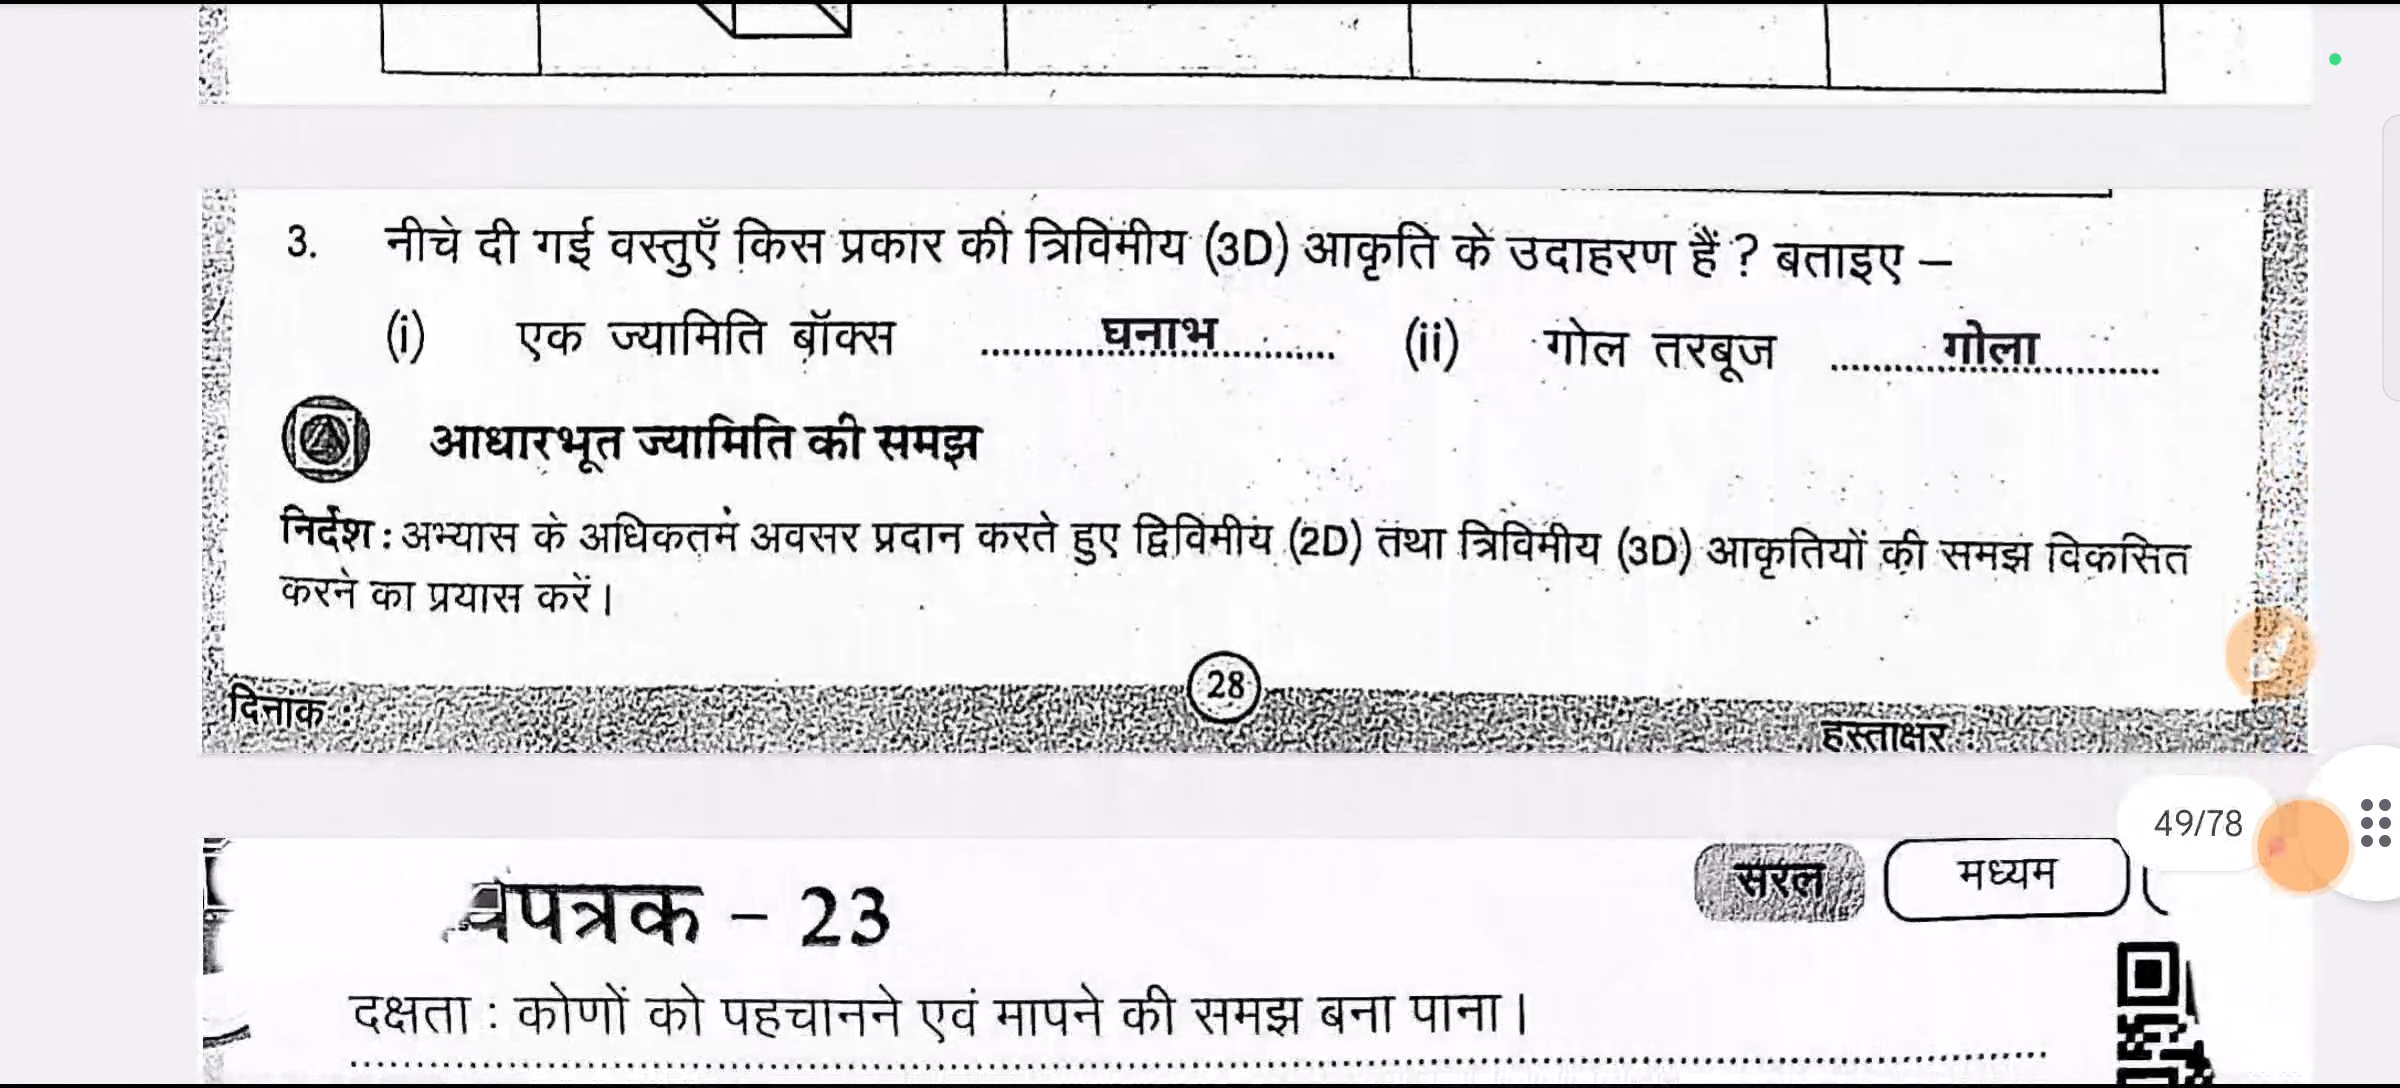 3. नीचे दी गई वस्तुएँ किस प्रकार की त्रिविमीय (3D) आकृति के उदाहरण हैं ? बताइए –
(i) एक ज्यामिति बॉक्स ........घनाभ........ (ii) गोल तरबूज ........गोला........
आधारभूत ज्यामिति की समझ
निर्देश : अभ्यास के अधिकतम अवसर प्रदान करते हुए द्विविमीय (2D) तथा त्रिविमीय (3D) आकृतियों की समझ विकसित
करने का प्रयास करें।
28
दिनांक :
हस्ताक्षर :
49/78
सरल मध्यम
पत्रक – 23
दक्षता : कोणों को पहचानने एवं मापने की समझ बना पाना।